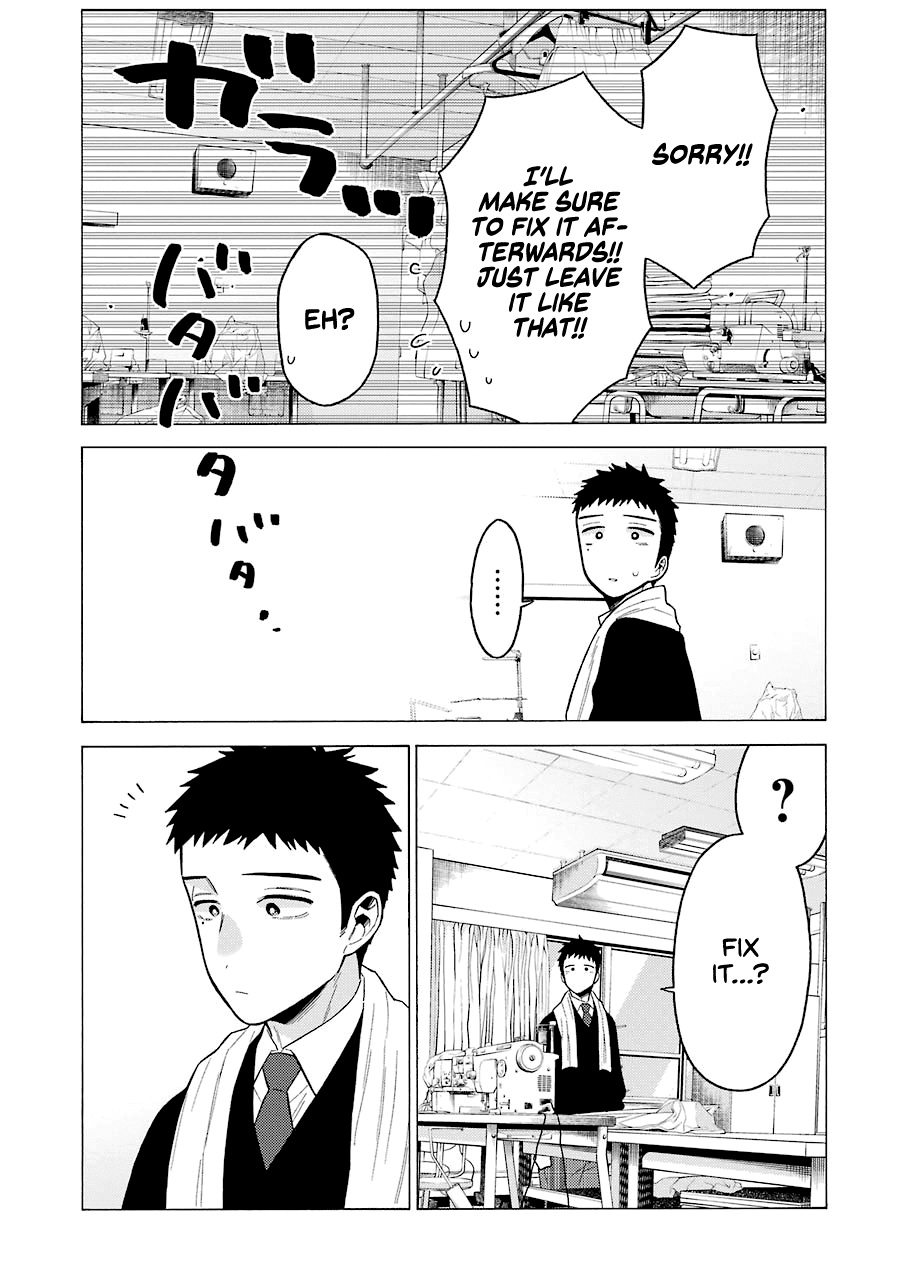 SORRY!!
I'LL
MAKE SURE
TO FIX IT AF-
TERWARDS!!
JUST LEAVE
IT LIKE
THAT!!
ガラッ
EH?
バタバタ
タバタ
......
?
FIX
IT...?